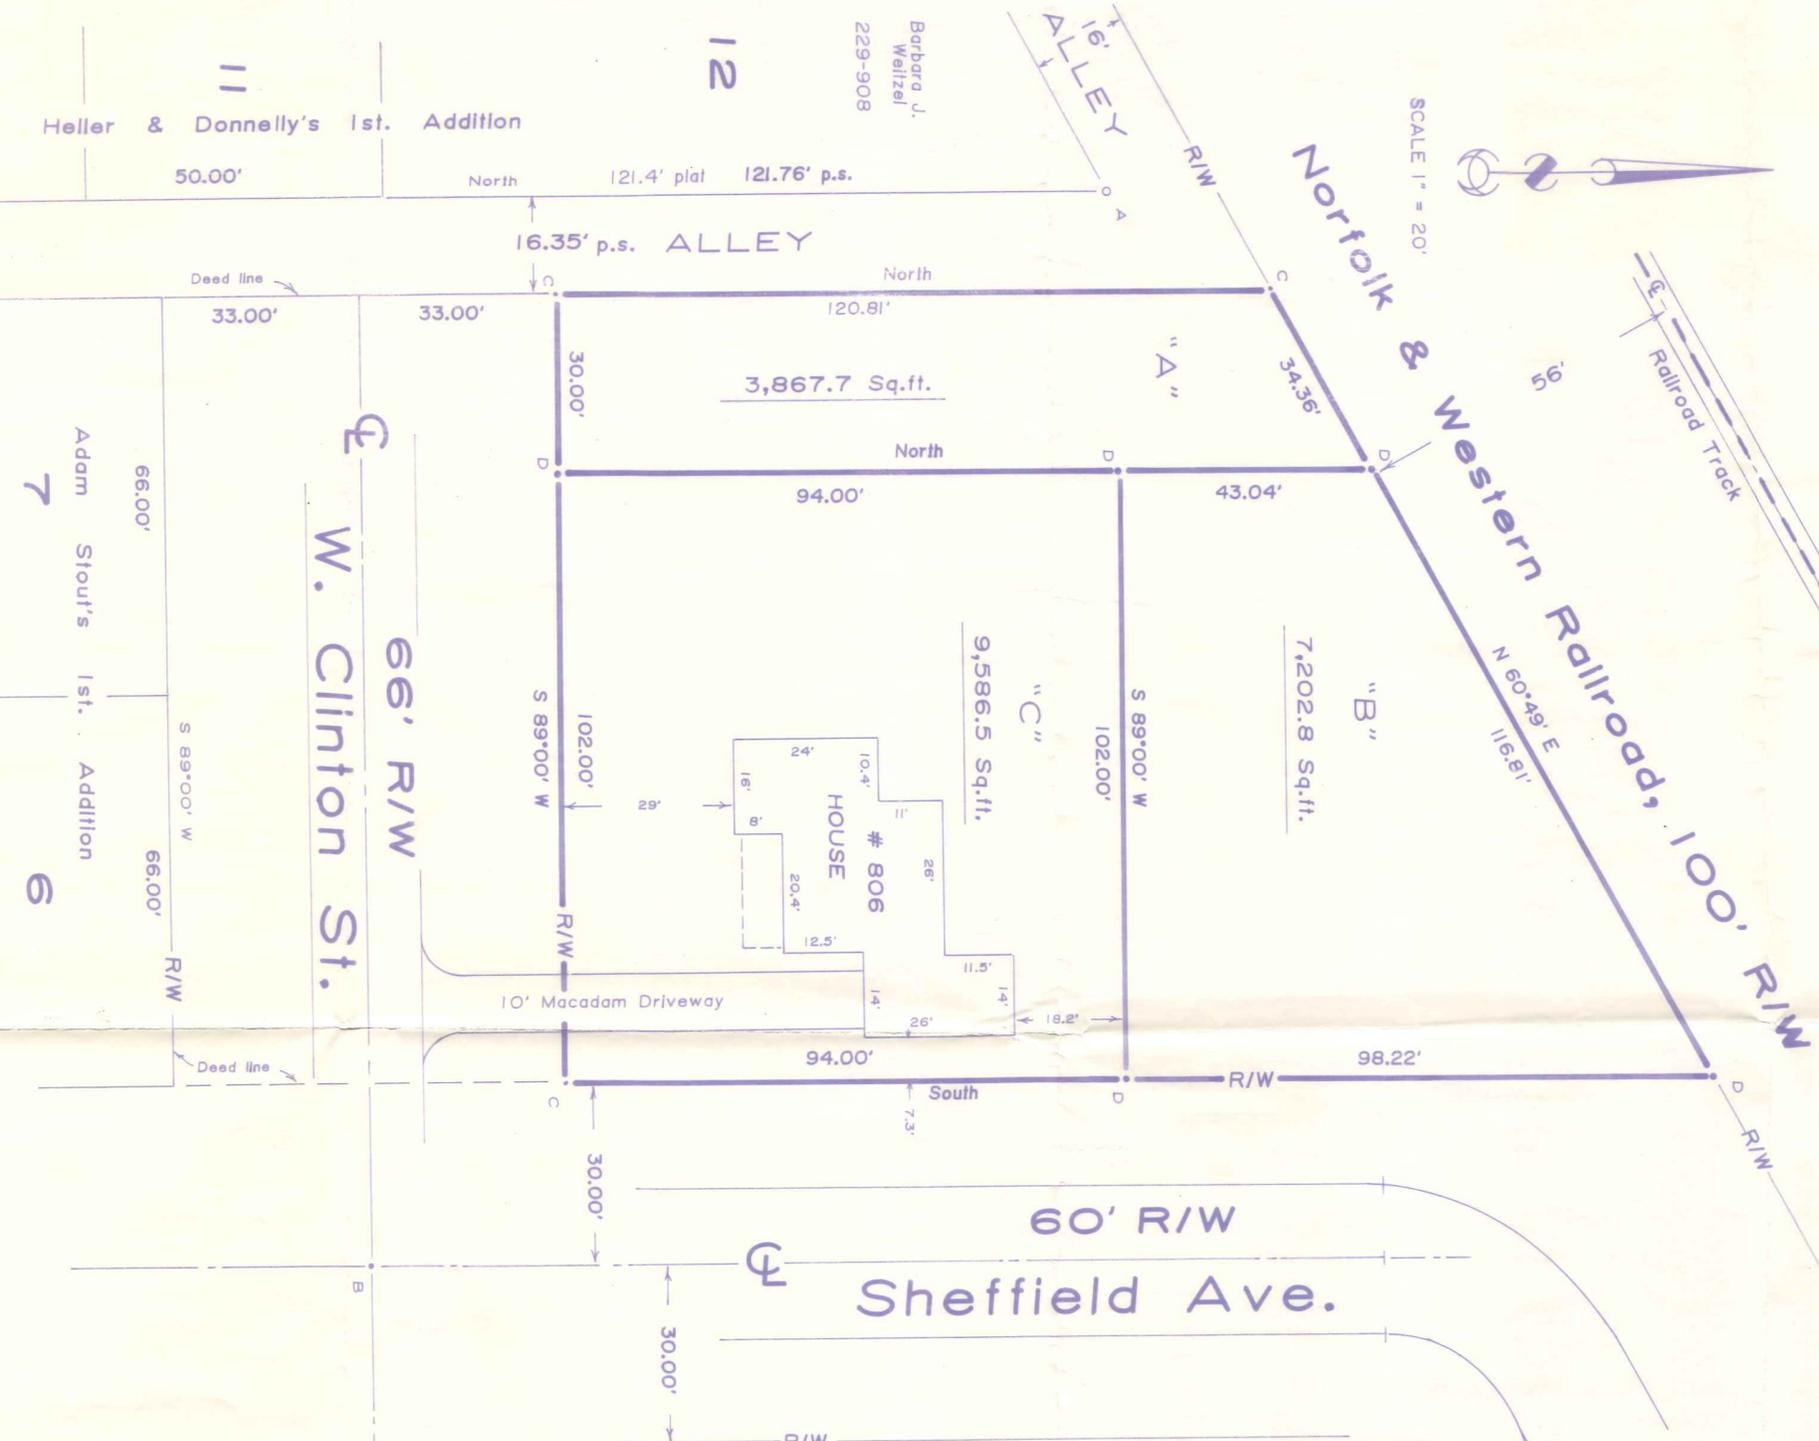 11
12
Barbara J.
Weitzel
229-908
16'
ALLEY
R/W
SCALE 1" = 20'
Heller & Donnelly's 1st. Addition
50.00'
North
121.4' plat 121.76' p.s.
A
16.35' p.s. ALLEY
Norfolk & Western Railroad, 100' R/W
℄
Railroad Track
56'
Deed line
33.00'
33.00'
C
North
120.81'
C
30.00'
3,867.7 Sq.ft.
"A"
34.36'
D
North
D
D
94.00'
43.04'
℄
W. Clinton St.
66' R/W
Adam Stout's 1st. Addition
7
66.00'
6
66.00'
S 89°00' W
R/W
S 89°00' W
102.00'
R/W
9,586.5 Sq.ft.
"C"
102.00'
S 89°00' W
7,202.8 Sq.ft.
"B"
N 60°49' E
116.81'
29'
24'
16'
8'
10.4'
11'
HOUSE
# 806
26'
20.4'
12.5'
11.5'
14'
14'
26'
18.2'
10' Macadam Driveway
Deed line
94.00'
98.22'
C
South
D
R/W
D
R/W
7.3'
30.00'
60' R/W
B
℄
Sheffield Ave.
30.00'
R/W